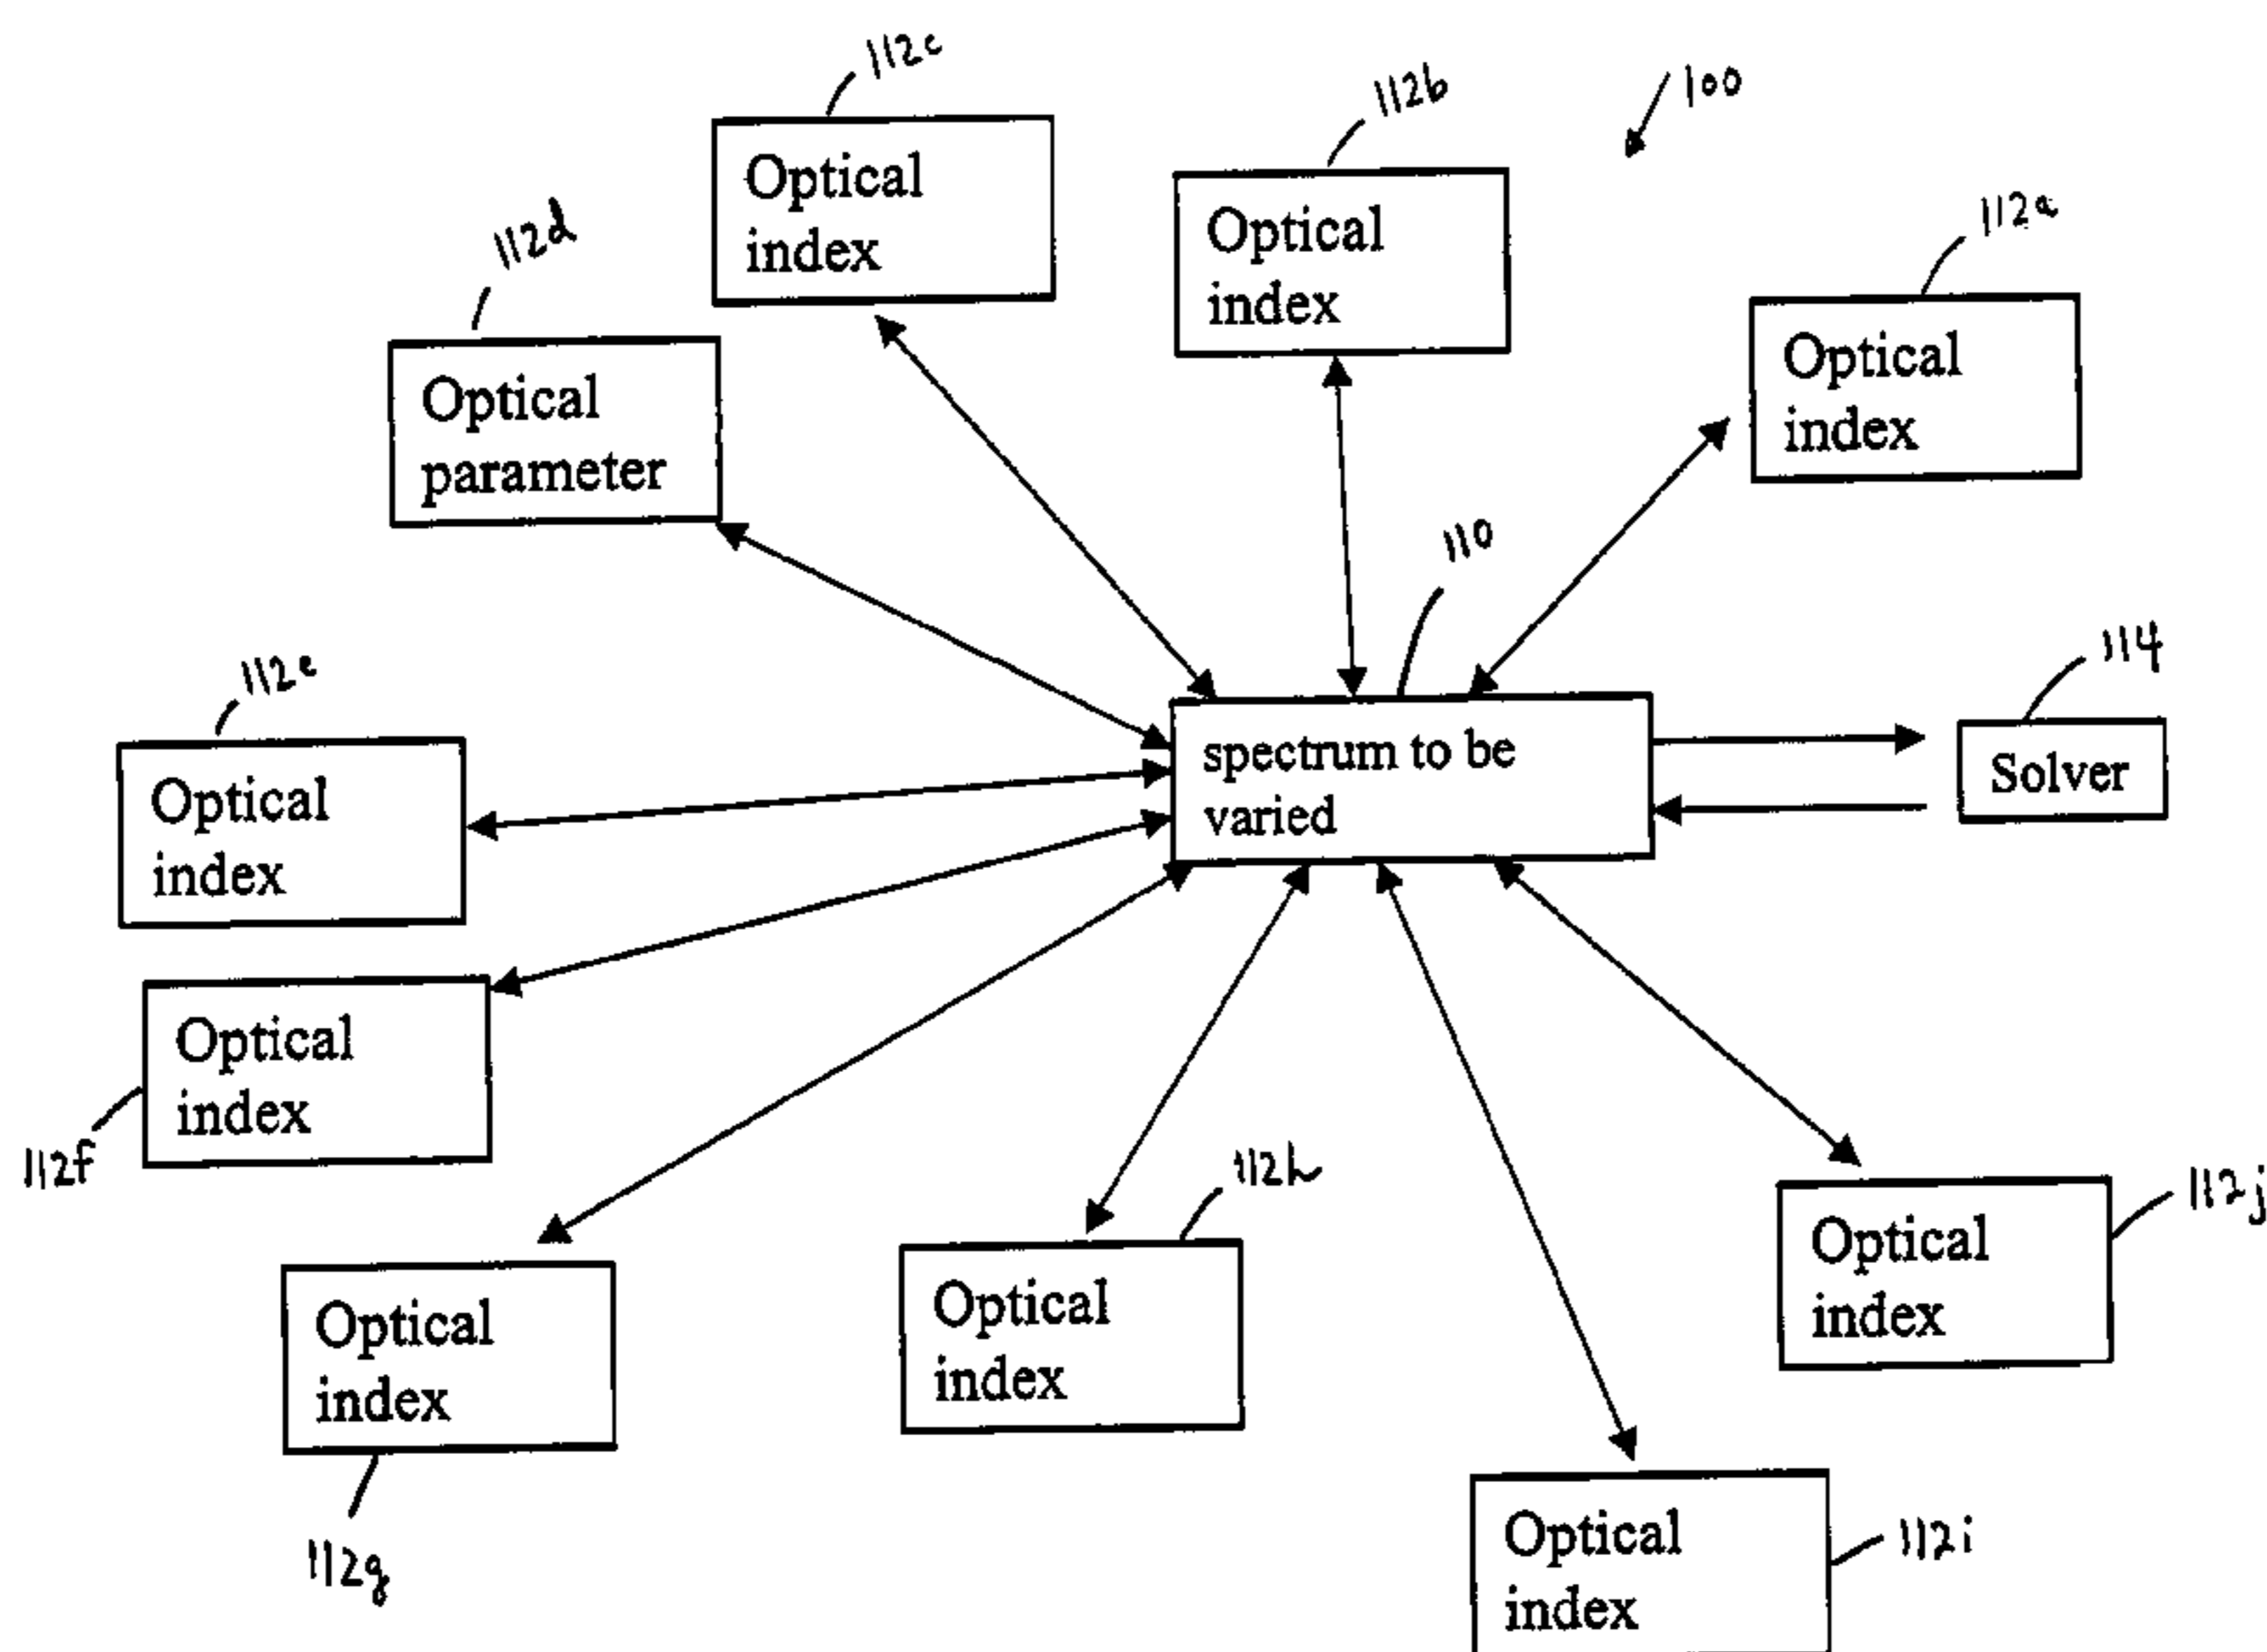 112c
112b
100
112a
112d
Optical
index
Optical
index
Optical
index
Optical
parameter
110
114
112e
spectrum to be
varied
Solver
Optical
index
Optical
index
112f
112h
112j
Optical
index
Optical
index
Optical
index
112g
Optical
index
112i